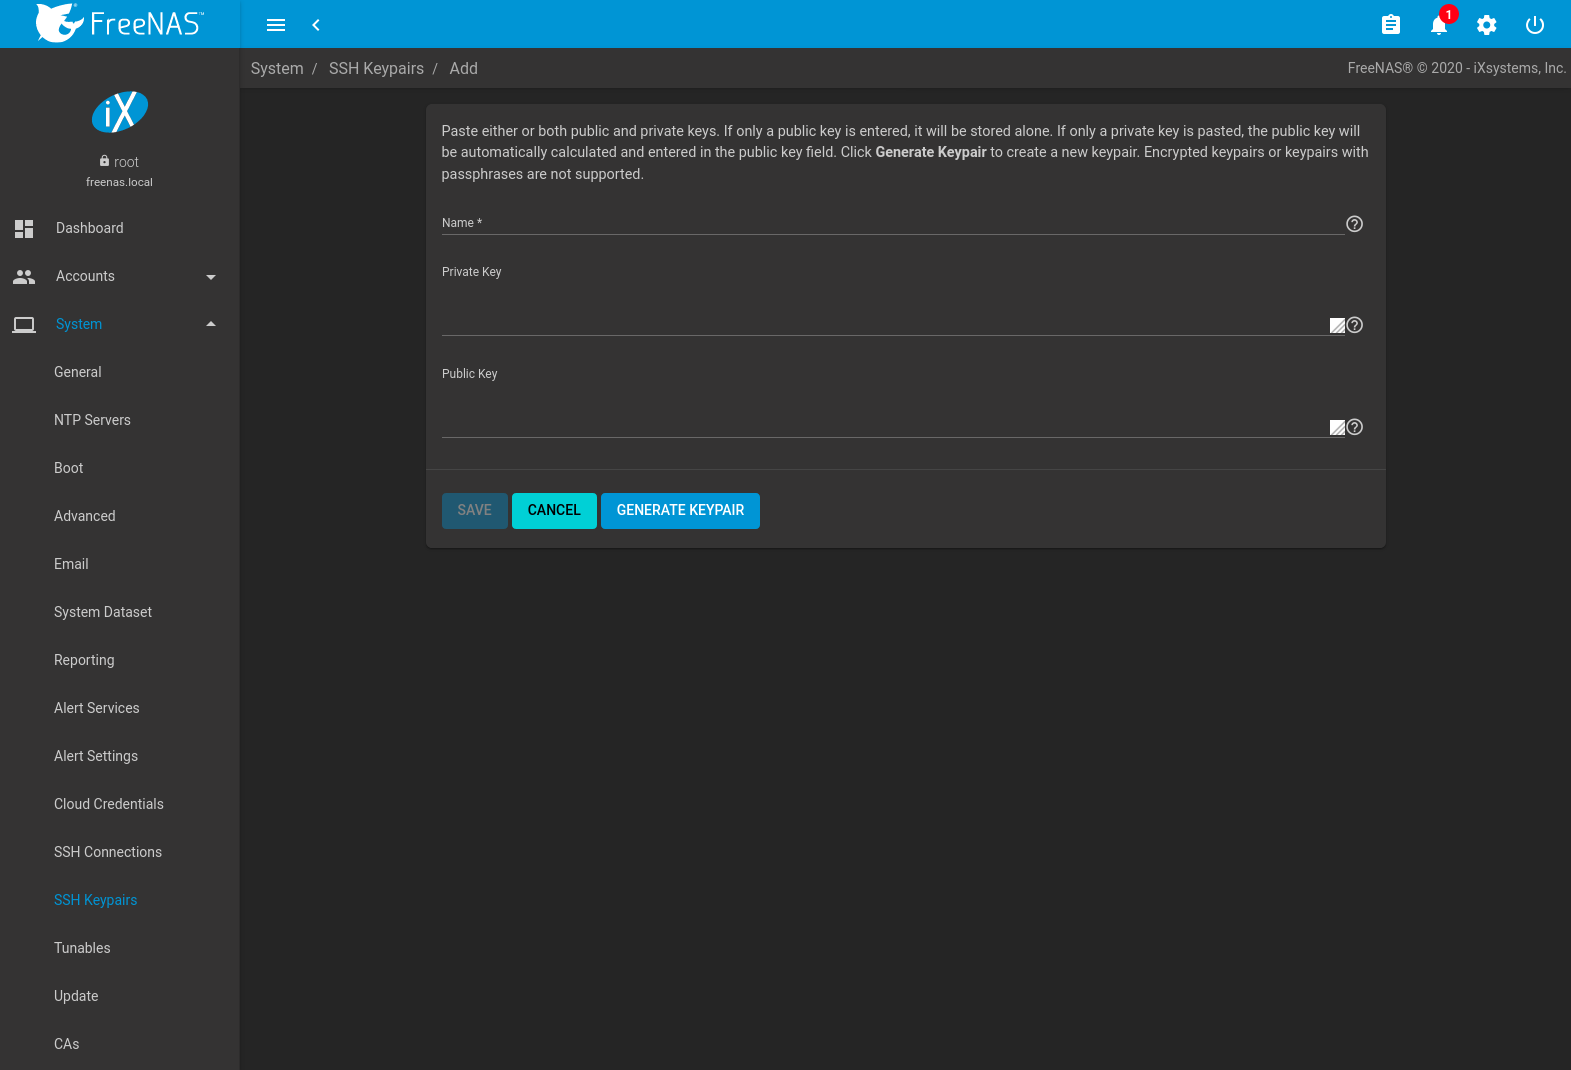 FreeNAS™
1
System / SSH Keypairs / Add
FreeNAS® © 2020 - iXsystems, Inc.
iX
root
freenas.local
Dashboard
Accounts
System
General
NTP Servers
Boot
Advanced
Email
System Dataset
Reporting
Alert Services
Alert Settings
Cloud Credentials
SSH Connections
SSH Keypairs
Tunables
Update
CAs
Paste either or both public and private keys. If only a public key is entered, it will be stored alone. If only a private key is pasted, the public key will
be automatically calculated and entered in the public key field. Click Generate Keypair to create a new keypair. Encrypted keypairs or keypairs with
passphrases are not supported.
Name *
Private Key
Public Key
SAVE CANCEL GENERATE KEYPAIR